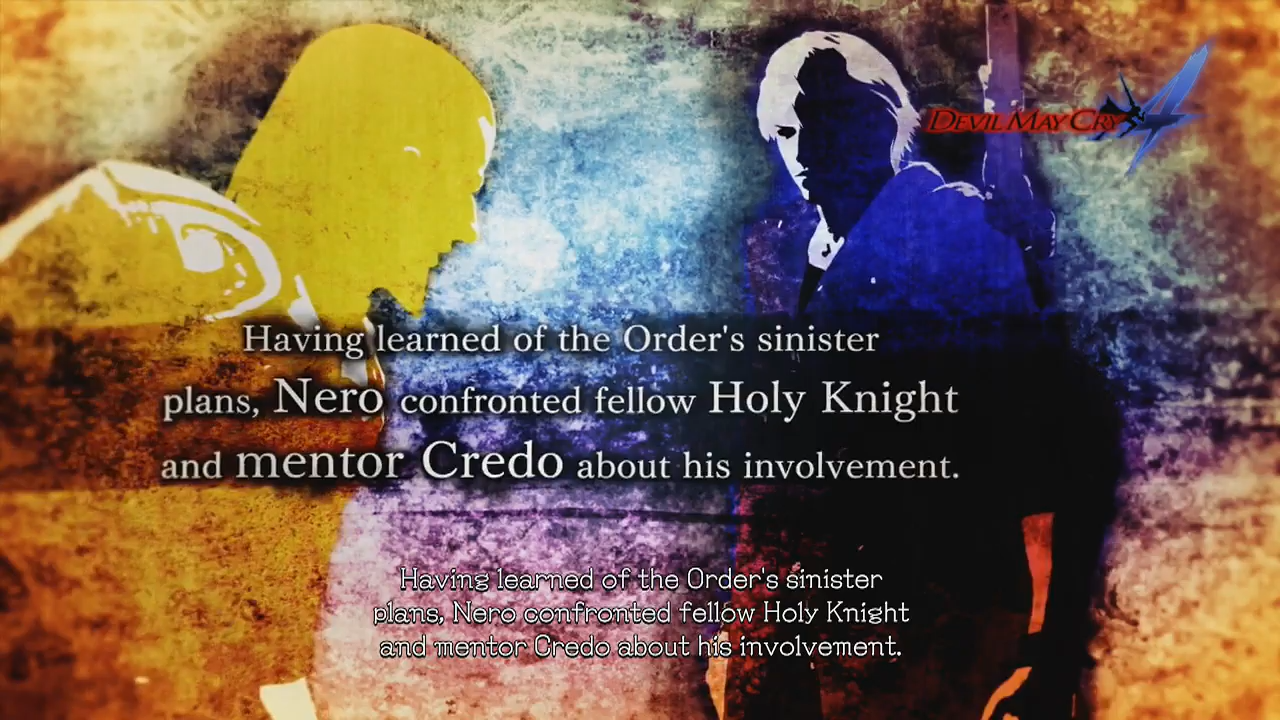 DEVIL MAY CRY 4
Having learned of the Order's sinister
plans, Nero confronted fellow Holy Knight
and mentor Credo about his involvement.
Having learned of the Order's sinister
plans, Nero confronted fellow Holy Knight
and mentor Credo about his involvement.